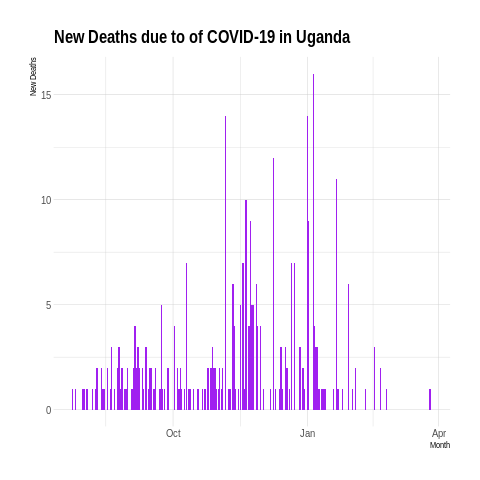 New Deaths due to of COVID-19 in Uganda
New Deaths
15
10
5
0
Oct
Jan
Apr
Month